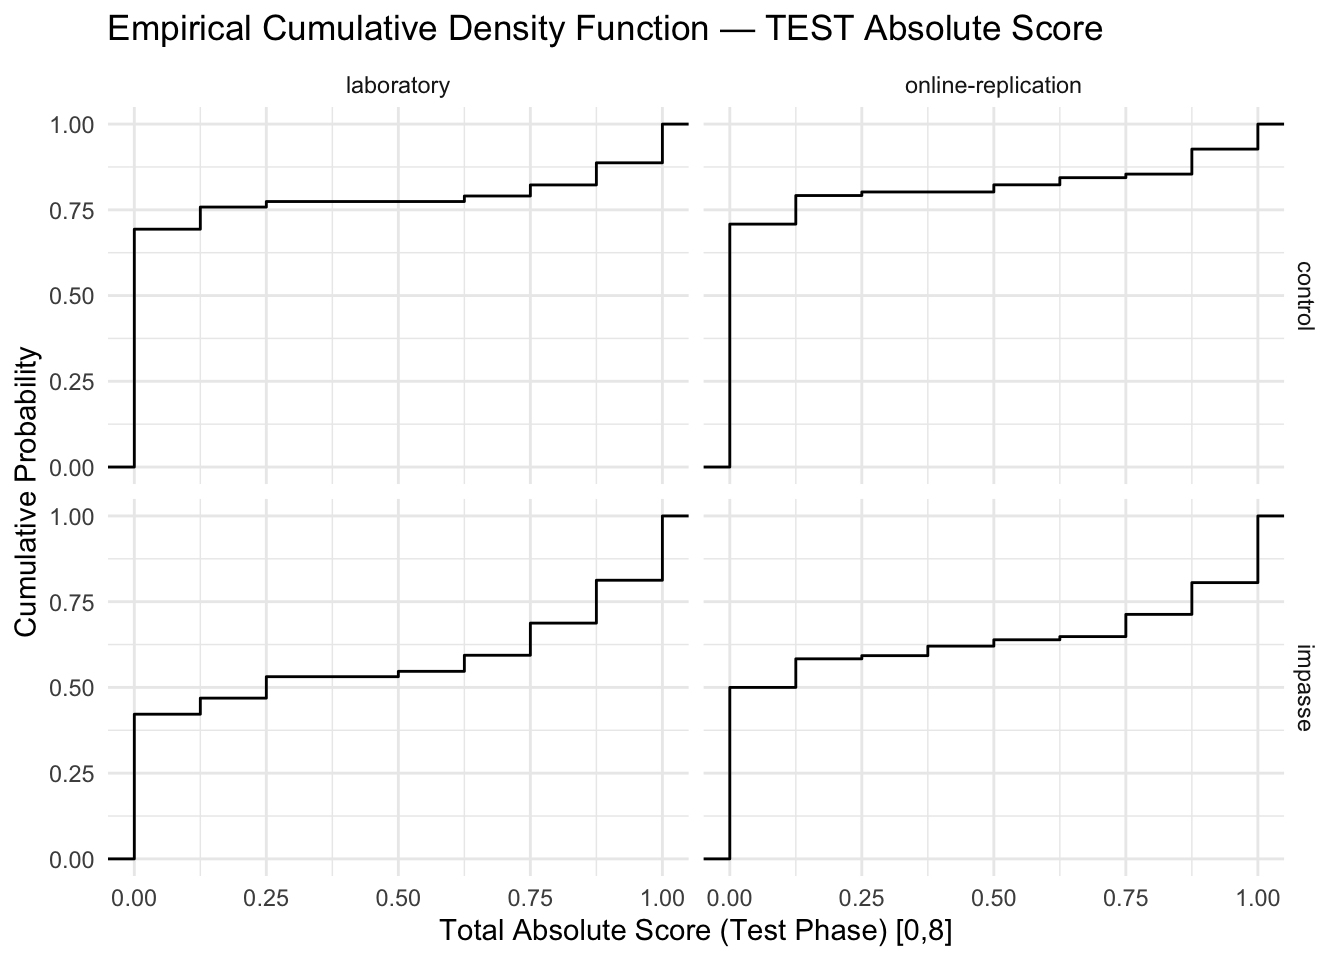 Empirical Cumulative Density Function — TEST Absolute Score
laboratory
online-replication
1.00
0.75
0.50
0.25
0.00
control
1.00
0.75
0.50
0.25
0.00
impasse
Cumulative Probability
0.00 0.25 0.50 0.75 1.00 0.00 0.25 0.50 0.75 1.00
Total Absolute Score (Test Phase) [0,8]